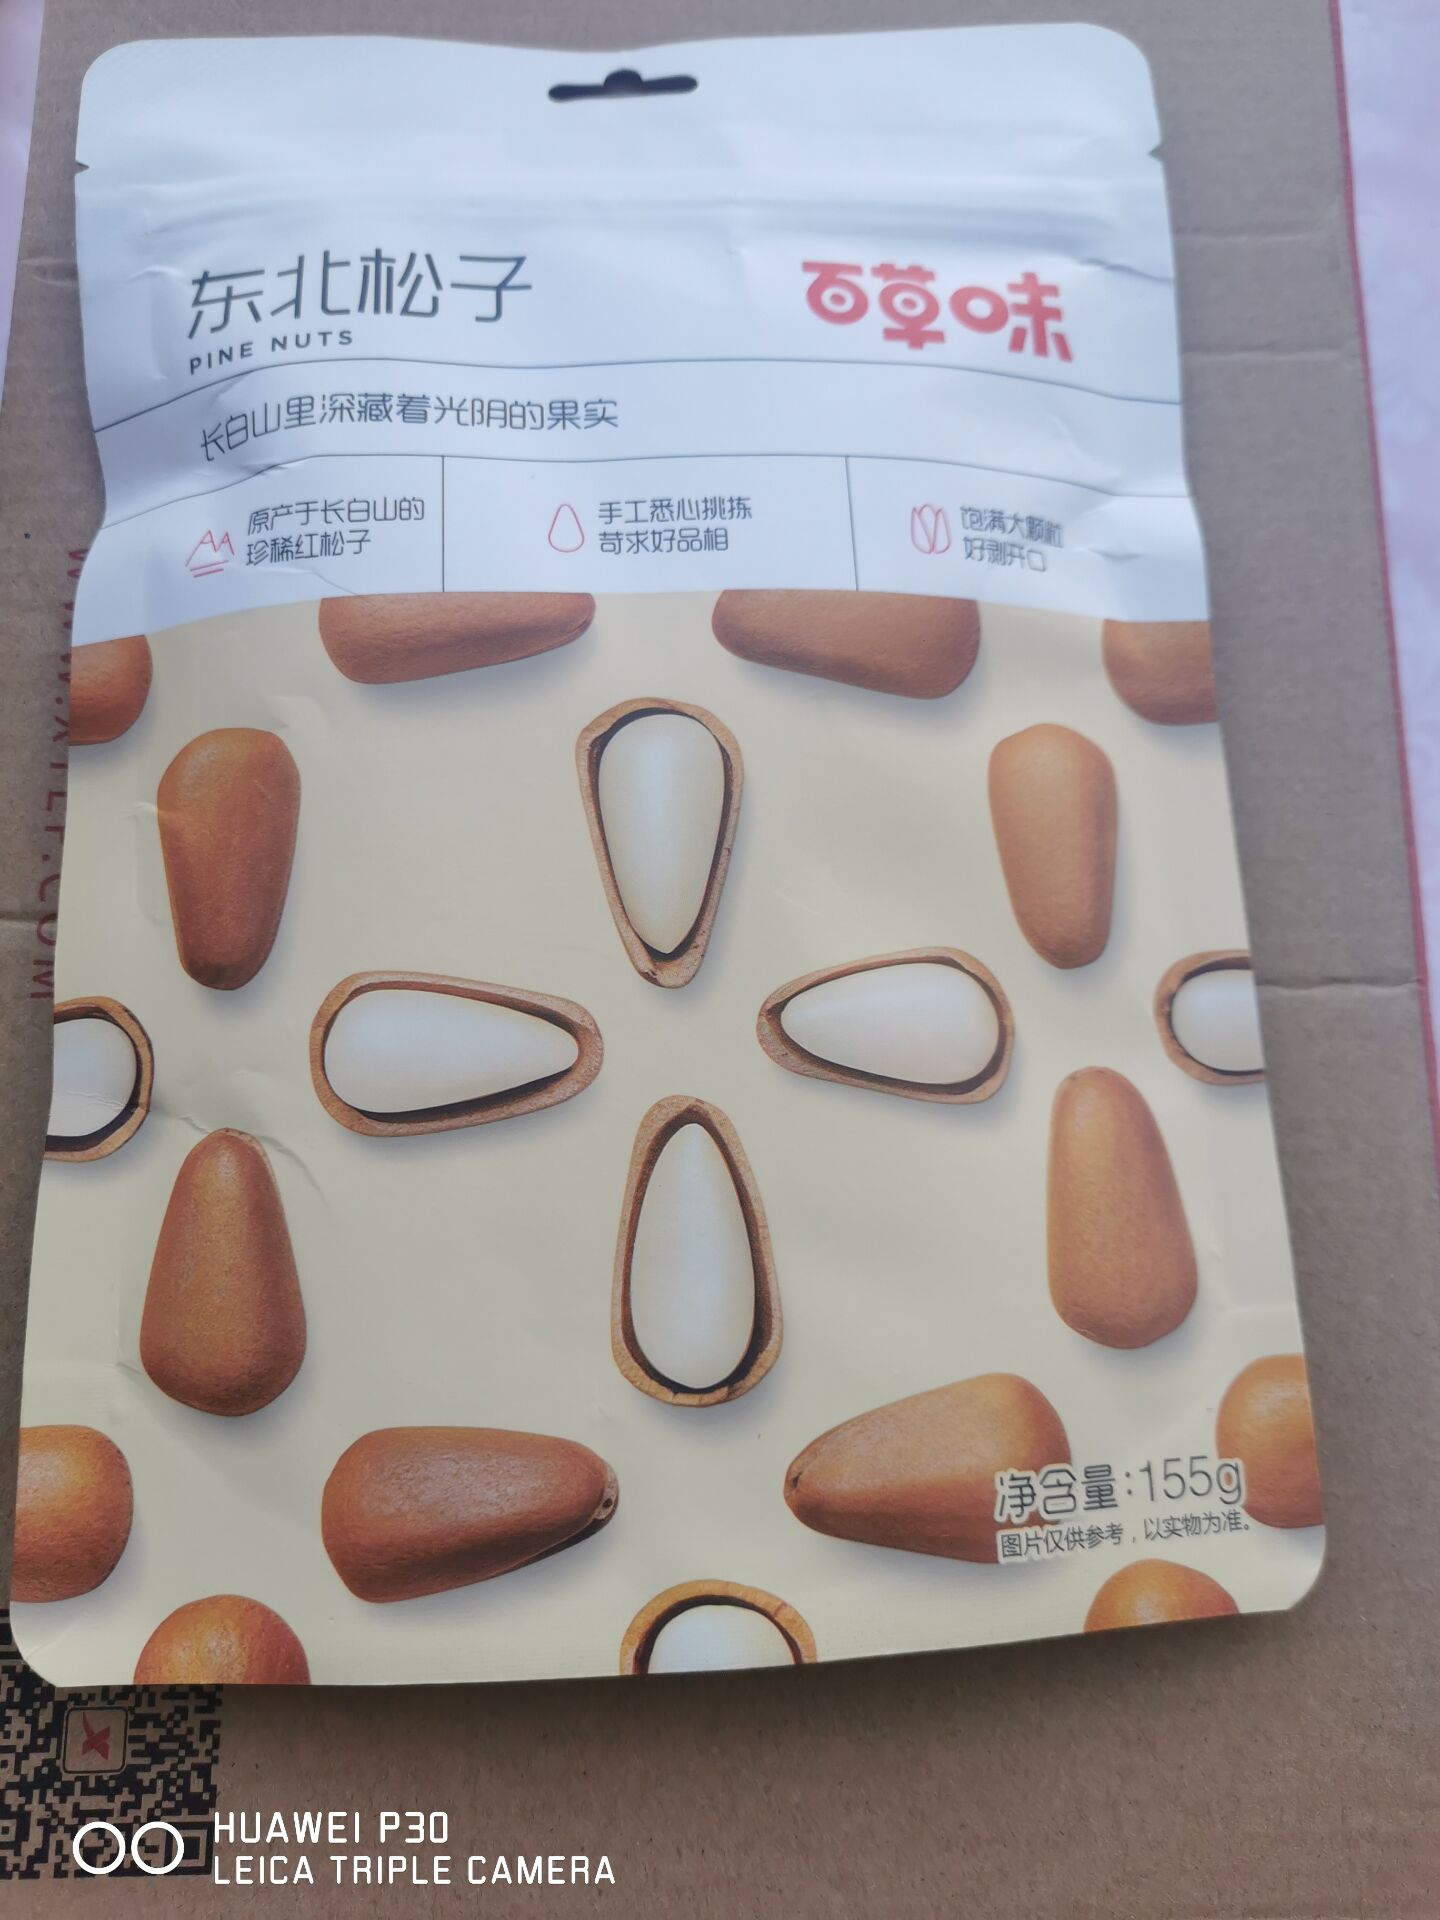 东北松子
PINE NUTS
百草味
长白山里深藏着光阴的果实
原产于长白山的
珍稀红松子
手工悉心挑拣
苛求好品相
饱满大颗粒
好剥开口
净含量:155g
图片仅供参考，以实物为准。
HUAWEI P30
LEICA TRIPLE CAMERA